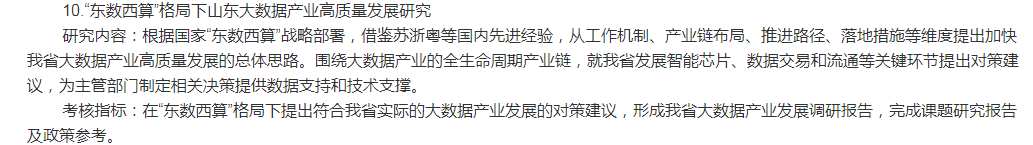 10.“东数西算”格局下山东大数据产业高质量发展研究
研究内容：根据国家“东数西算”战略部署，借鉴苏浙粤等国内先进经验，从工作机制、产业链布局、推进路径、落地措施等维度提出加快
我省大数据产业高质量发展的总体思路。围绕大数据产业的全生命周期产业链，就我省发展智能芯片、数据交易和流通等关键环节提出对策建
议，为主管部门制定相关决策提供数据支持和技术支撑。
考核指标：在“东数西算”格局下提出符合我省实际的大数据产业发展的对策建议，形成我省大数据产业发展调研报告，完成课题研究报告
及政策参考。